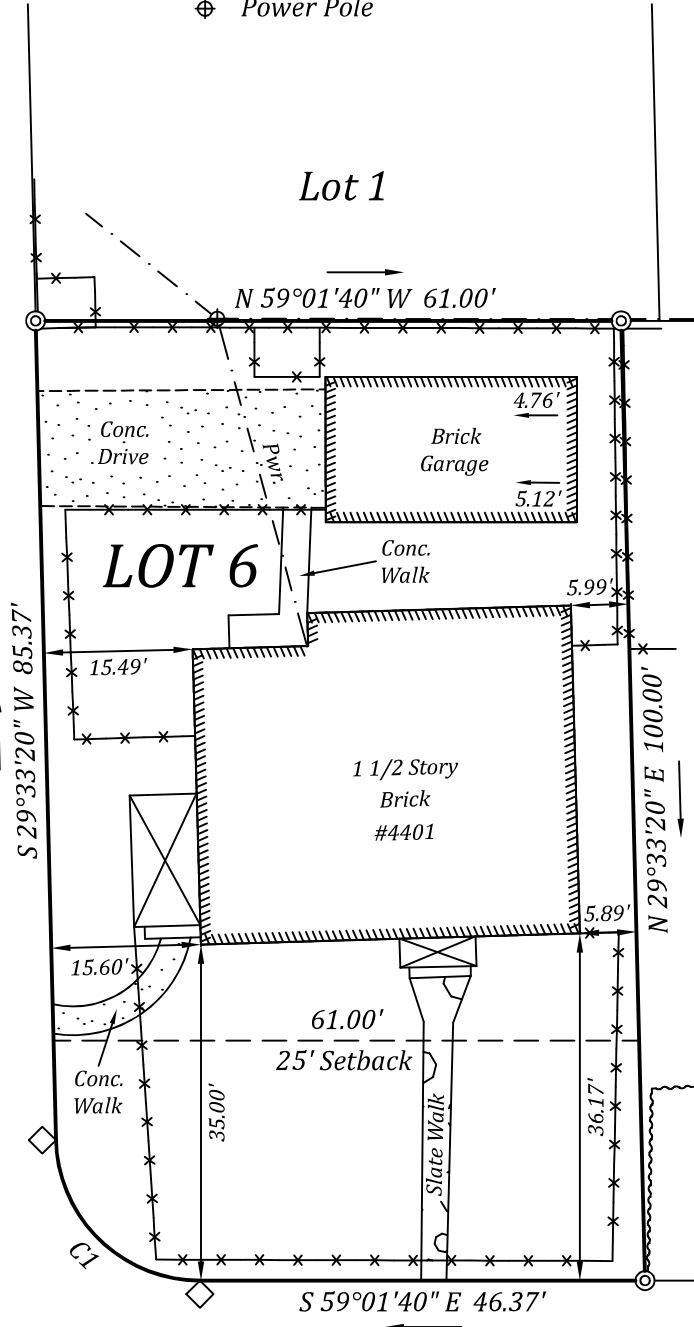 Power Pole
Lot 1
N 59°01'40" W 61.00'
4.76'
Conc.
Drive
Pwr.
Brick
Garage
5.12'
LOT 6
Conc.
Walk
5.99'
15.49'
S 29°33'20" W 85.37'
N 29°33'20" E 100.00'
1 1/2 Story
Brick
#4401
5.89'
15.60'
61.00'
25' Setback
Conc.
Walk
35.00'
Slate Walk
36.17'
C1
S 59°01'40" E 46.37'